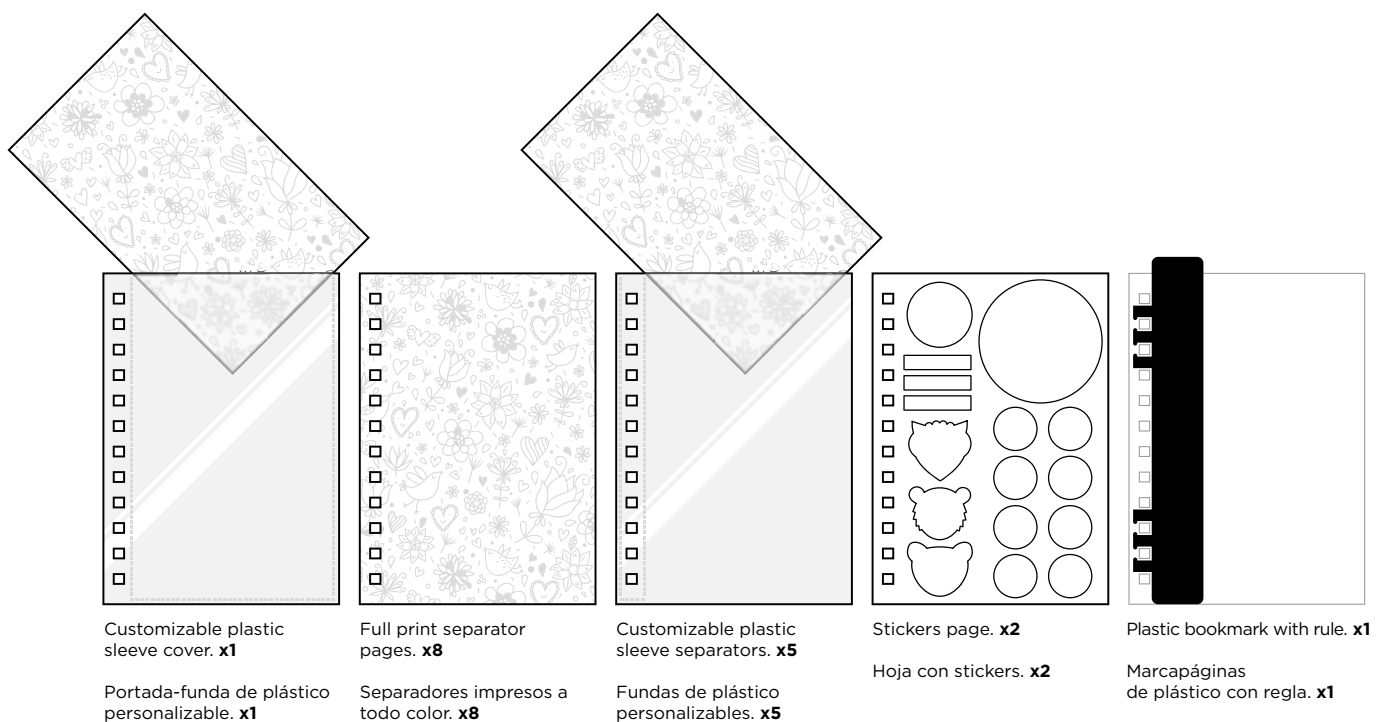 Customizable plastic
sleeve cover. x1
Portada-funda de plástico
personalizable. x1
Full print separator
pages. x8
Separadores impresos a
todo color. x8
Customizable plastic
sleeve separators. x5
Fundas de plástico
personalizables. x5
Stickers page. x2
Hoja con stickers. x2
Plastic bookmark with rule. x1
Marcapáginas
de plástico con regla. x1